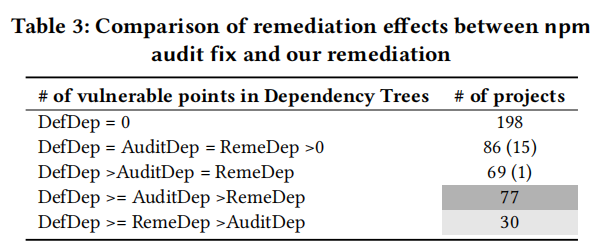 Table 3: Comparison of remediation effects between npm
audit fix and our remediation
# of vulnerable points in Dependency Trees # of projects
DefDep = 0 198
DefDep = AuditDep = RemeDep >0 86 (15)
DefDep >AuditDep = RemeDep 69 (1)
DefDep >= AuditDep >RemeDep 77
DefDep >= RemeDep >AuditDep 30